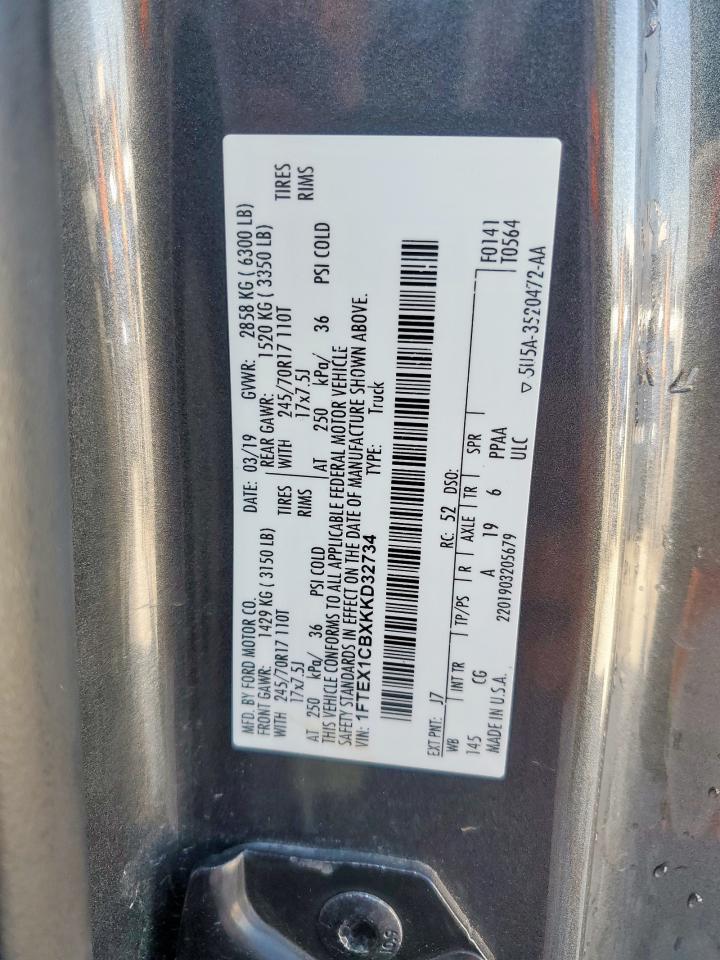 MFD. BY FORD MOTOR CO. DATE: 03/19 GVWR: 2858 KG ( 6300 LB)
FRONT GAWR: 1429 KG ( 3150 LB) REAR GAWR: 1520 KG ( 3350 LB)
WITH 245/70R17 110T TIRES WITH 245/70R17 110T TIRES
17x7.5J RIMS 17x7.5J RIMS
AT 250 kPa/ 36 PSI COLD AT 250 kPa/ 36 PSI COLD
THIS VEHICLE CONFORMS TO ALL APPLICABLE FEDERAL MOTOR VEHICLE
SAFETY STANDARDS IN EFFECT ON THE DATE OF MANUFACTURE SHOWN ABOVE.
VIN: 1FTEX1CBXKKD32734 TYPE: Truck
EXT PNT: J7 RC: 52 DSO:
WB INT TR TP/PS R AXLE TR SPR F0141
145 CG A 19 6 PPAA T0564
MADE IN U.S.A. 2201903205679 ULC
▽ 5U5A-3520472-AA